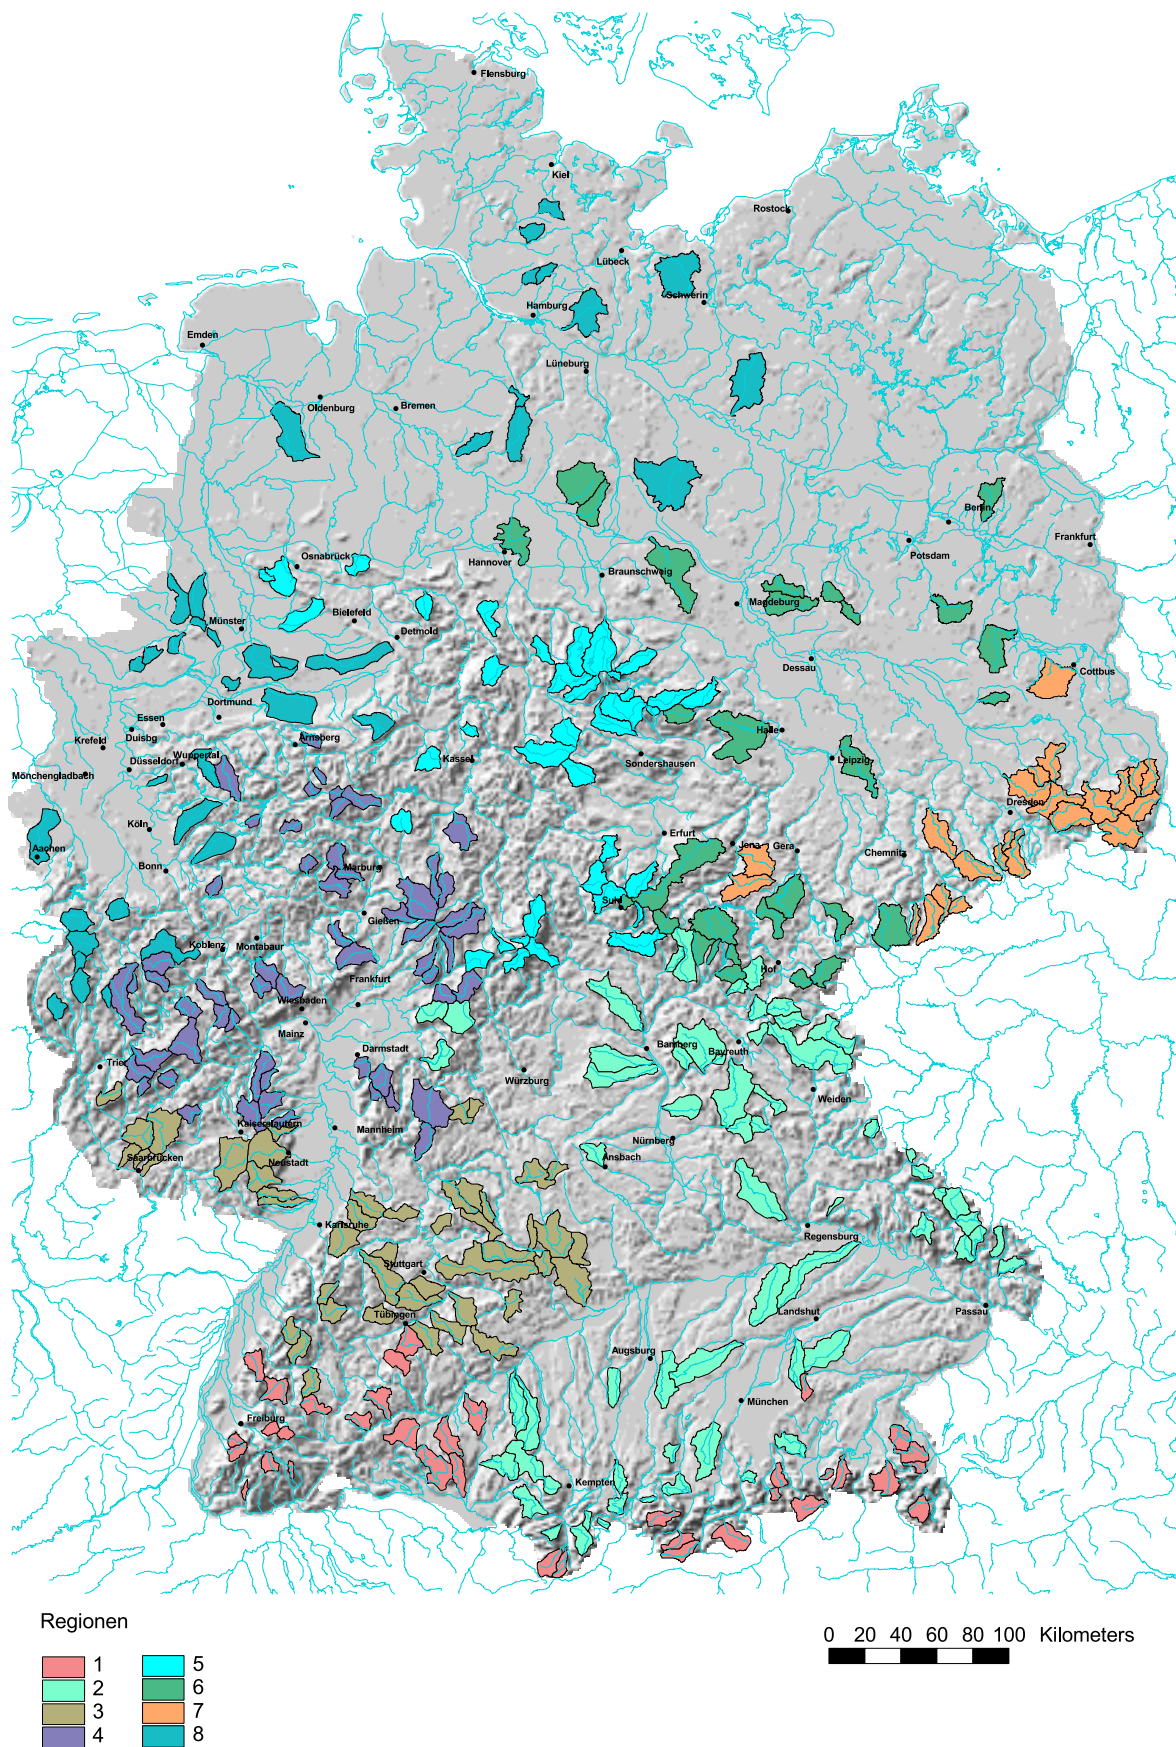 Flensburg
Kiel
Rostock
Lübeck
Schwerin
Hamburg
Emden
Lüneburg
Oldenburg
Bremen
Berlin
Frankfurt
Potsdam
Osnabrück
Hannover
Braunschweig
Magdeburg
Bielefeld
Münster
Detmold
Dessau
Cottbus
Dortmund
Essen
Duisbg
Krefeld
Arnsberg
Halle
Wuppertal
Düsseldorf
Kassel
Sondershausen
Leipzig
Mönchengladbach
Dresden
Köln
Erfurt
Aachen
Jena
Gera
Chemnitz
Bonn
Marburg
Suhl
Gießen
Koblenz
Montabaur
Hof
Frankfurt
Wiesbaden
Mainz
Bamberg
Bayreuth
Darmstadt
Trier
Würzburg
Weiden
Kaiserslautern
Mannheim
Nürnberg
Saarbrücken
Neustadt
Ansbach
Karlsruhe
Regensburg
Stuttgart
Passau
Tübingen
Landshut
Augsburg
München
Freiburg
Kempten
Regionen
0 20 40 60 80 100 Kilometers
1 5
2 6
3 7
4 8